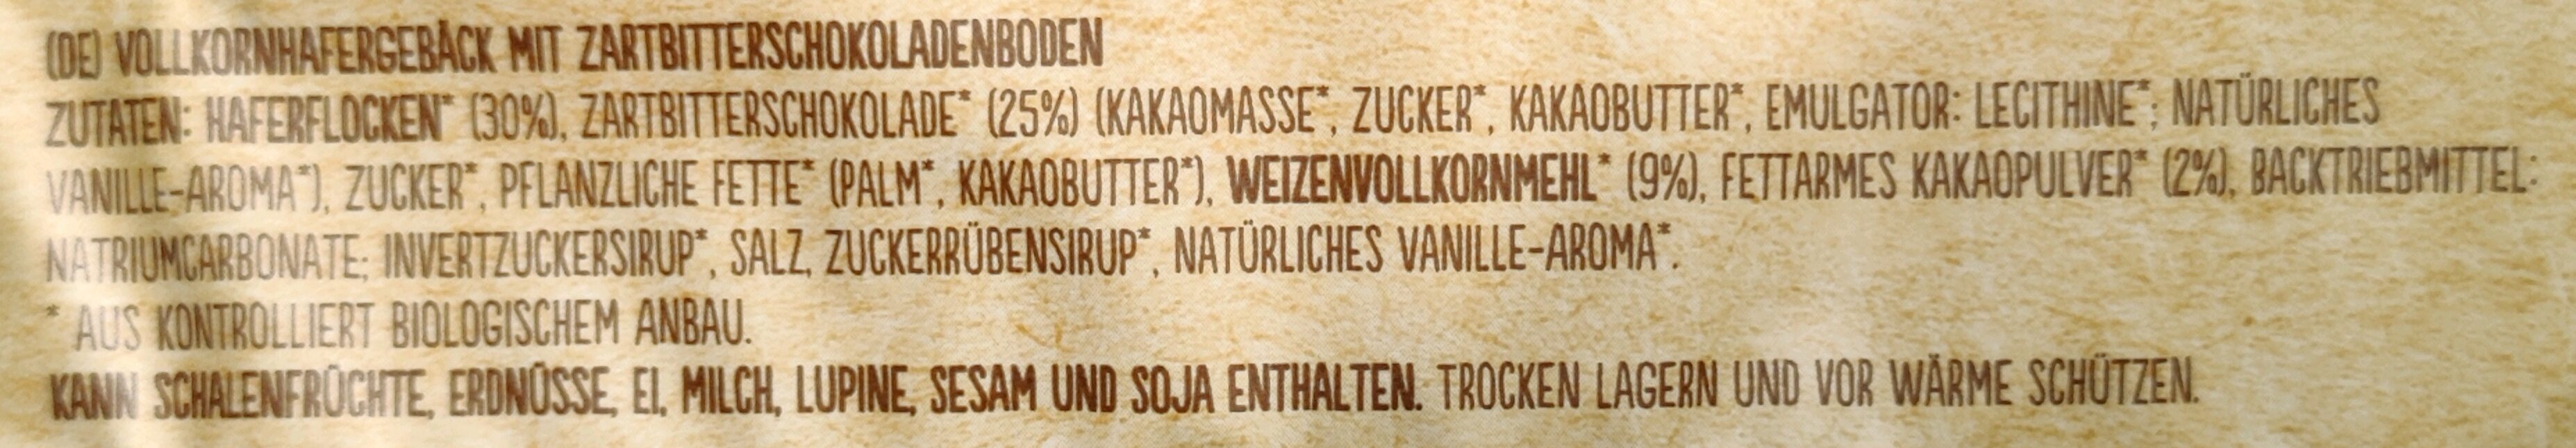 (DE) VOLLKORNHAFERGEBÄCK MIT ZARTBITTERSCHOKOLADENBODEN
ZUTATEN: HAFERFLOCKEN* (30%), ZARTBITTERSCHOKOLADE* (25%) (KAKAOMASSE*, ZUCKER*, KAKAOBUTTER*, EMULGATOR: LECITHINE*; NATÜRLICHES
VANILLE-AROMA*), ZUCKER*, PFLANZLICHE FETTE* (PALM*, KAKAOBUTTER*), WEIZENVOLLKORNMEHL* (9%), FETTARMES KAKAOPULVER* (2%), BACKTRIEBMITTEL:
NATRIUMCARBONATE; INVERTZUCKERSIRUP*, SALZ, ZUCKERRÜBENSIRUP*, NATÜRLICHES VANILLE-AROMA*.
* AUS KONTROLLIERT BIOLOGISCHEM ANBAU.
KANN SCHALENFRÜCHTE, ERDNÜSSE, EI, MILCH, LUPINE, SESAM UND SOJA ENTHALTEN. TROCKEN LAGERN UND VOR WÄRME SCHÜTZEN.